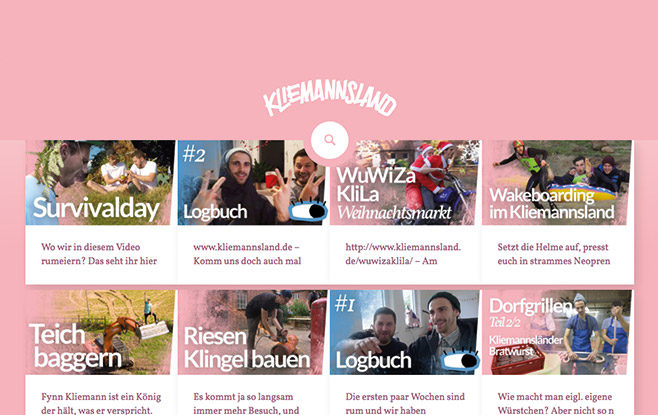 KLIEMANNSLAND
Survivalday
#2
Logbuch
WuWiZa
KliLa
Weihnachtsmarkt
Wakeboarding
im Kliemannsland
Wo wir in diesem Video
rumeiern? Das seht ihr hier
www.kliemannsland.de –
Komm uns doch auch mal
http://www.kliemannsland.
de/wuwizaklila/ – Am
Setzt die Helme auf, presst
euch in strammes Neopren
Teich
baggern
Riesen
Klingel bauen
#1
Logbuch
Dorfgrillen
Teil 2/2
Kliemannsländer
Bratwurst
Fynn Kliemann ist ein König
der hält, was er verspricht.
Es kommt ja so langsam
immer mehr Besuch, und
Die ersten paar Wochen sind
rum und wir haben
Wie macht man eigl. eigene
Würstchen? Aber nicht so n